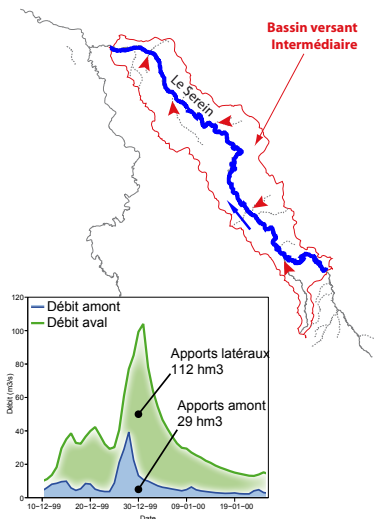 Bassin versant
Intermédiaire
Le Serein
120
Débit amont
Débit aval
100
80
60
40
20
0
Débit (m3/s)
Apports latéraux
112 hm3
Apports amont
29 hm3
10-12-99
20-12-99
30-12-99
09-01-00
19-01-00
Date